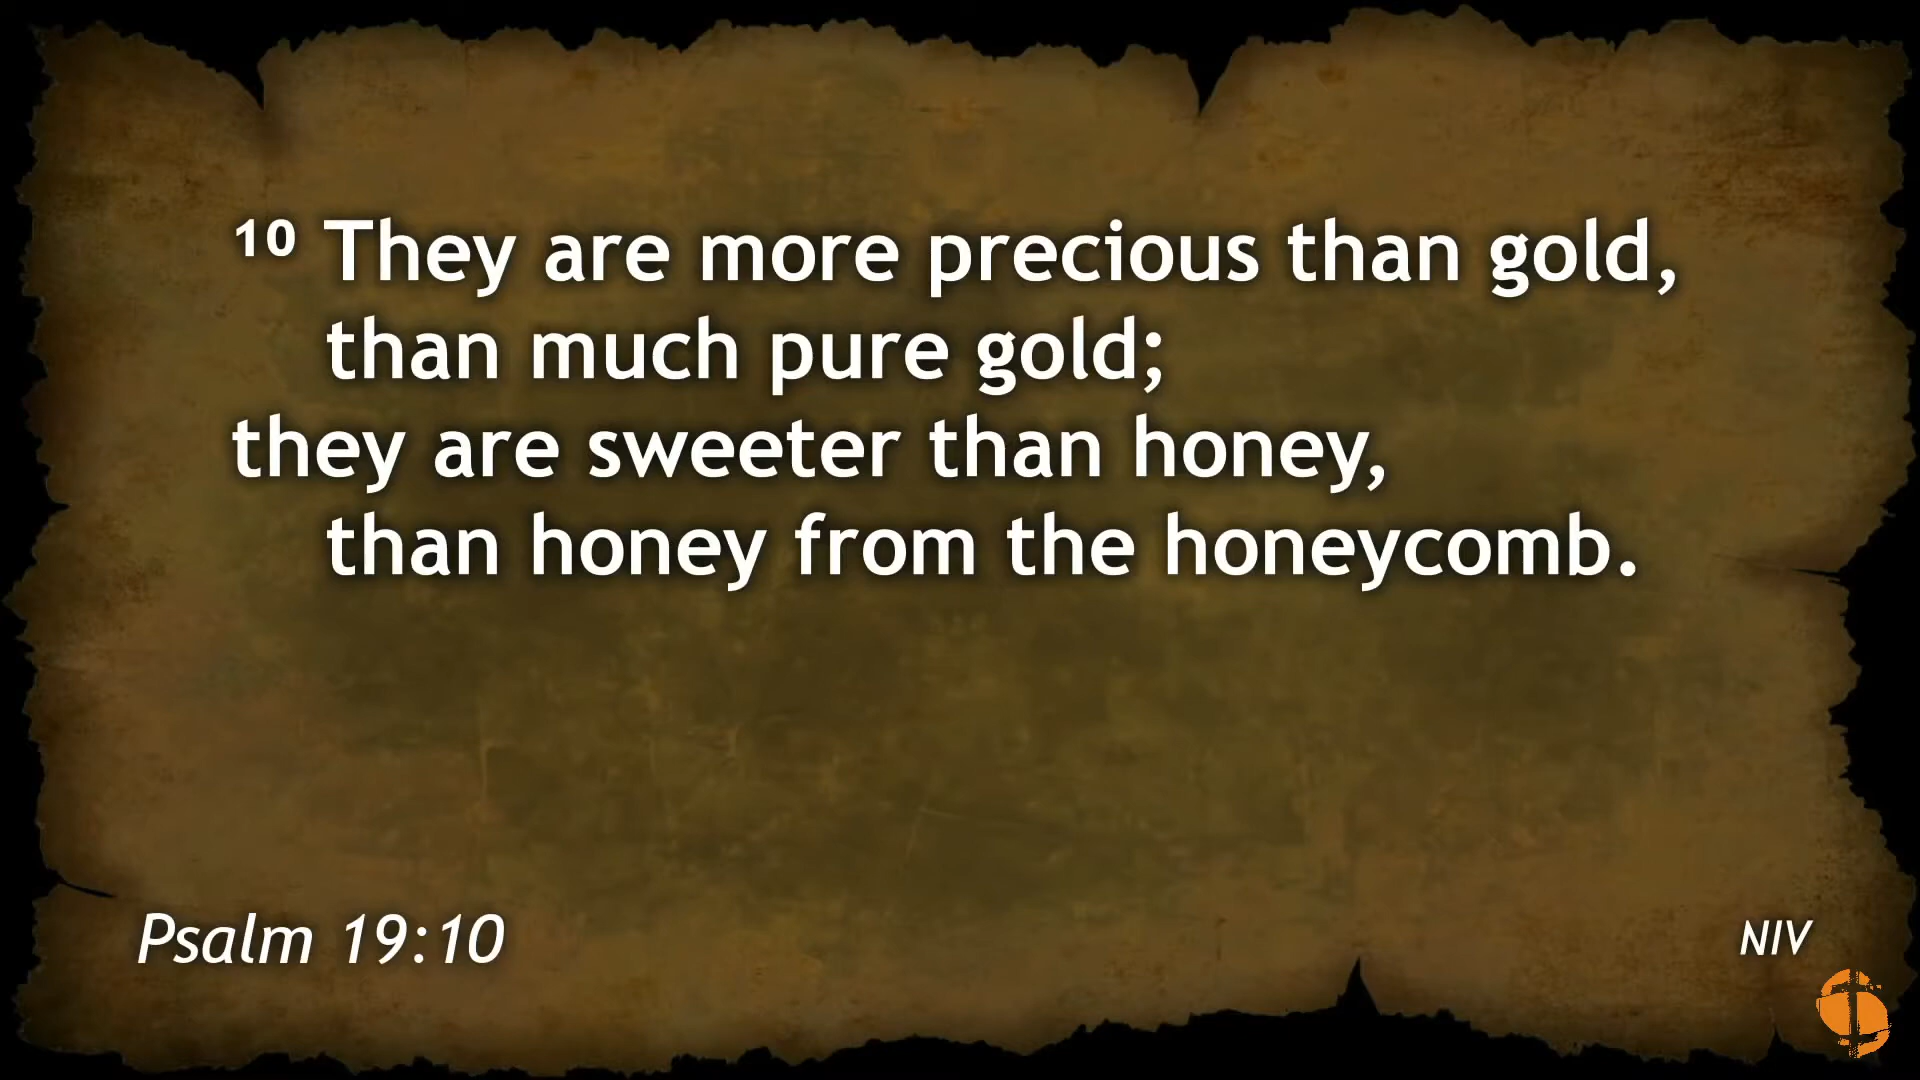 ¹⁰ They are more precious than gold,
than much pure gold;
they are sweeter than honey,
than honey from the honeycomb.
Psalm 19:10
NIV